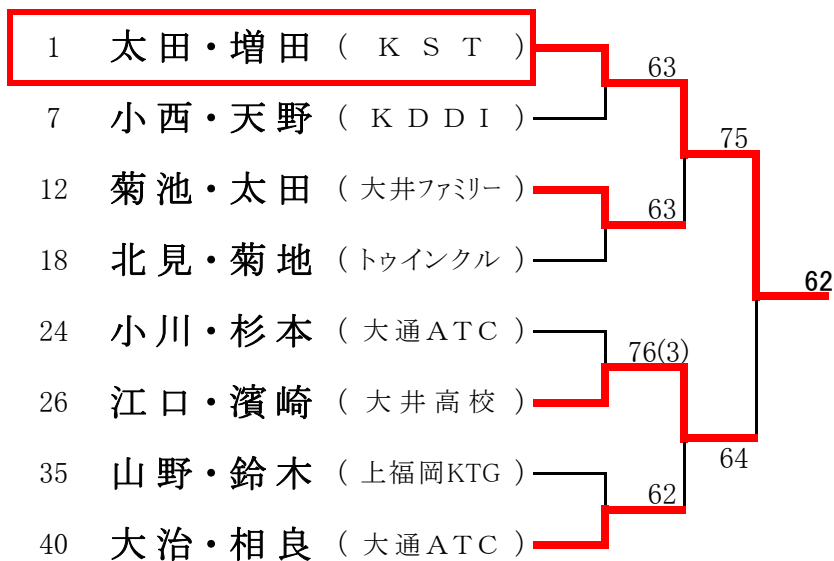 1 太田・増田 ( KST )
63
7 小西・天野 ( KDDI )
75
12 菊池・太田 ( 大井ファミリー )
63
18 北見・菊地 ( トゥインクル )
62
24 小川・杉本 ( 大通ATC )
76(3)
26 江口・濱崎 ( 大井高校 )
64
35 山野・鈴木 ( 上福岡KTG )
62
40 大治・相良 ( 大通ATC )